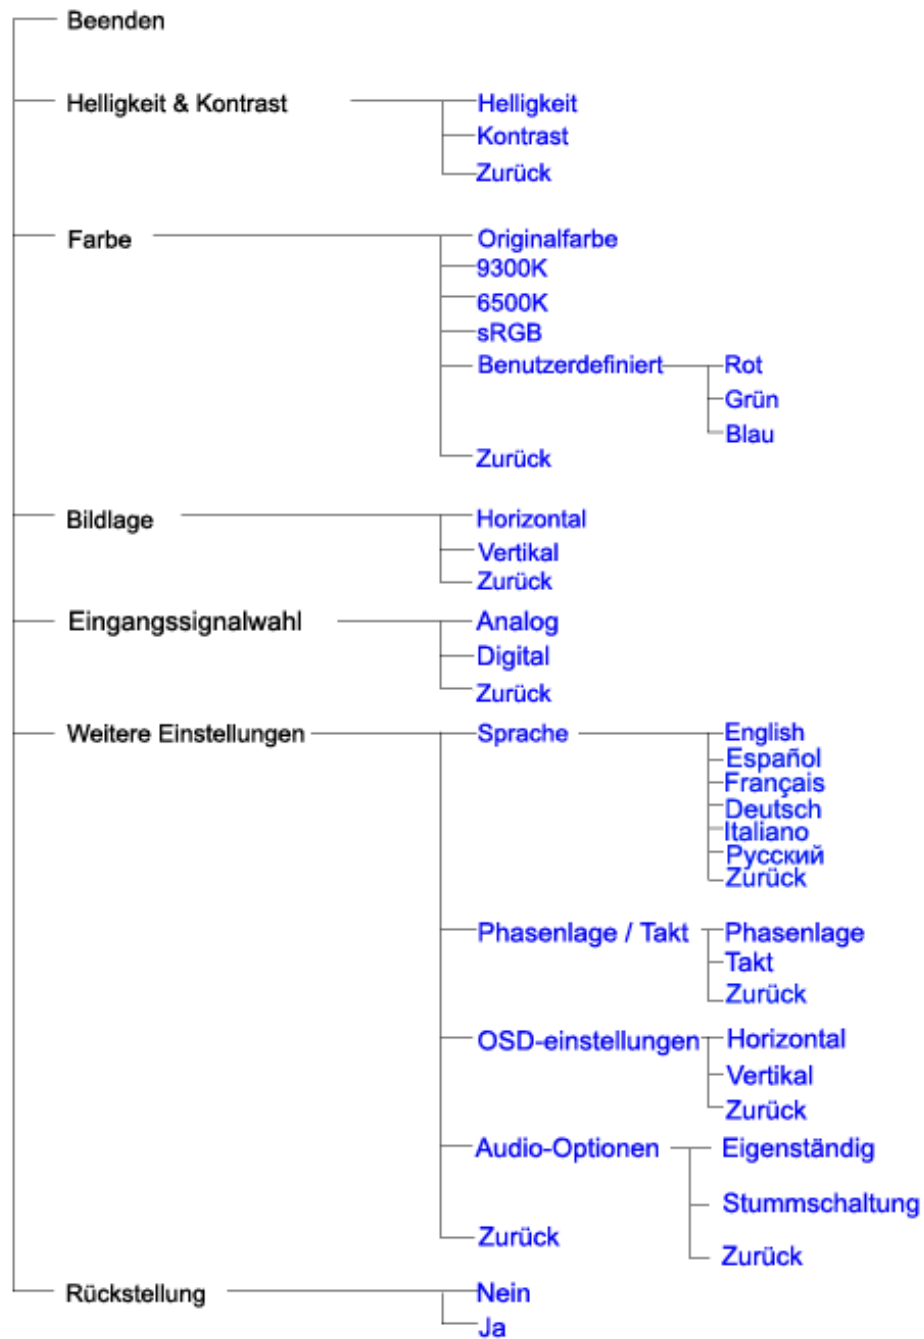 Beenden
Helligkeit & Kontrast
Helligkeit
Kontrast
Zurück
Farbe
Originalfarbe
9300K
6500K
sRGB
Benutzerdefiniert
Rot
Grün
Blau
Zurück
Bildlage
Horizontal
Vertikal
Zurück
Eingangssignalwahl
Analog
Digital
Zurück
Weitere Einstellungen
Sprache
English
Español
Français
Deutsch
Italiano
Русский
Zurück
Phasenlage / Takt
Phasenlage
Takt
Zurück
OSD-einstellungen
Horizontal
Vertikal
Zurück
Audio-Optionen
Eigenständig
Stummschaltung
Zurück
Zurück
Rückstellung
Nein
Ja